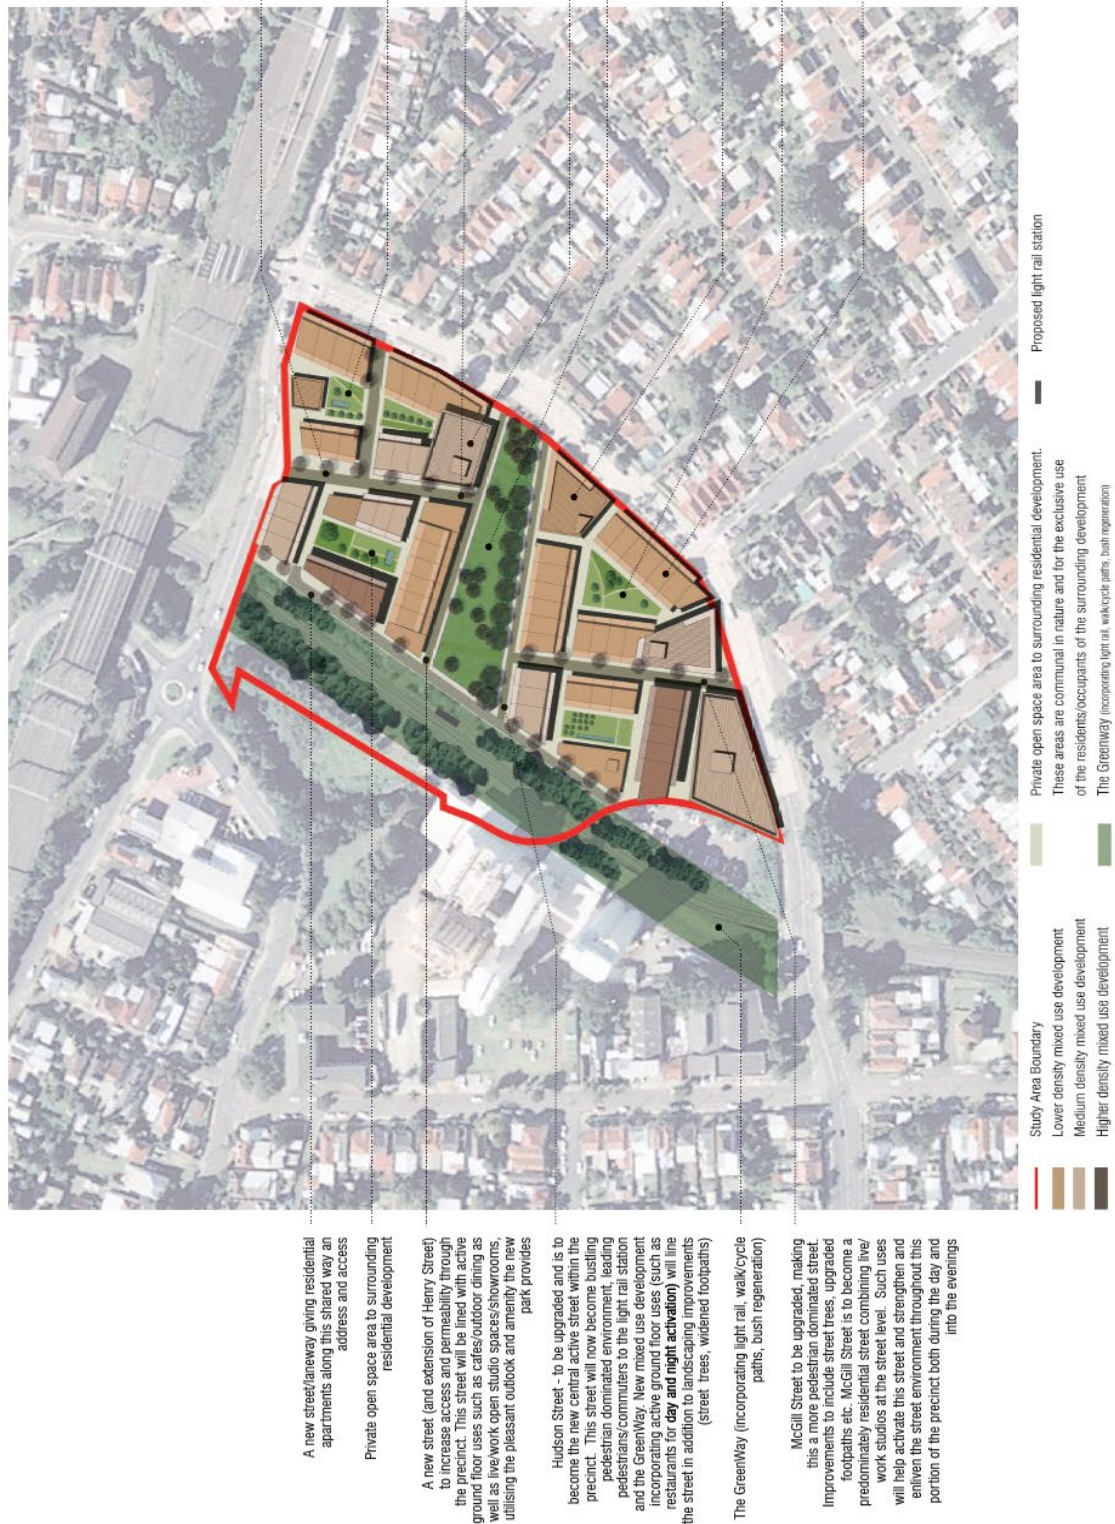 A new street/laneway giving residential
apartments along this shared way an
address and access
Private open space area to surrounding
residential development
A new street (and extension of Henry Street)
to increase access and permeability through
the precinct. This street will be lined with active
ground floor uses such as cafes/outdoor dining as
well as live/work open studio spaces/showrooms,
utilising the pleasant outlook and amenity the new
park provides
Hudson Street - to be upgraded and is to
become the new central active street within the
precinct. This street will now become bustling
pedestrian dominated environment, leading
pedestrians/commuters to the light rail station
and the GreenWay. New mixed use development
incorporating active ground floor uses (such as
restaurants for day and night activation) will line
the street in addition to landscaping improvements
(street trees, widened footpaths)
The GreenWay (incorporating light rail, walk/cycle
paths, bush regeneration)
McGill Street to be upgraded, making
this a more pedestrian dominated street.
Improvements to include street trees, upgraded
footpaths etc. McGill Street is to become a
predominately residential street combining live/
work studios at the street level. Such uses
will help activate this street and strengthen and
enliven the street environment throughout this
portion of the precinct both during the day and
into the evenings
Study Area Boundary
Lower density mixed use development
Medium density mixed use development
Higher density mixed use development
Private open space area to surrounding residential development.
These areas are communal in nature and for the exclusive use
of the residents/occupants of the surrounding development
The Greenway (incorporating light rail, walk/cycle paths, bush regeneration)
Proposed light rail station